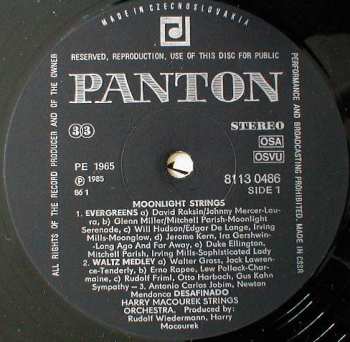 MADE IN CZECHOSLOVAKIA
RESERVED, REPRODUCTION, USE OF THIS DISC FOR PUBLIC
PERFORMANCE AND BROADCASTING PROHIBITED, MADE IN CSSR
ALL RIGHTS OF THE RECORD PRODUCER AND OF THE OWNER
PANTON
33
STEREO
OSA
OSVU
PE 1965
℗ 1985
86 1
8113 0486
SIDE 1
MOONLIGHT STRINGS
1. EVERGREENS a) David Raksin/Johnny Mercer-Lau-
ra, b) Glenn Miller/Mitchell Parish-Moonlight
Serenade, c) Will Hudson/Edgar De Lange, Irving
Mills-Moonglow, d) Jerome Kern, Ira Gershwin-
Long Ago And Far Away, e) Duke Ellington,
Mitchell Parish, Irving Mills-Sophisticated Lady
2. WALTZ MEDLEY a) Walter Gross, Jack Lawren-
ce-Tenderly, b) Erno Rapee, Lew Pollack-Charmai-
ne, c) Rudolf Friml, Otto Harbach, Gus Kahn
Sympathy - 3. Antonio Carlos Jobim, Newton
Mendonca DESAFINADO
HARRY MACOUREK STRINGS
ORCHESTRA. Produced by:
Rudolf Wiedermann, Harry
Macourek